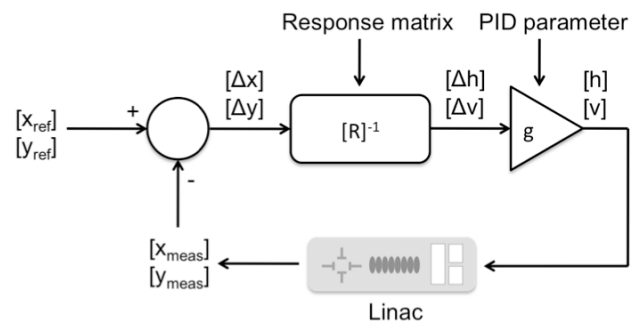 Response matrix
PID parameter
[Δx]
[Δy]
[Δh]
[Δv]
[h]
[v]
+
[x_ref]
[y_ref]
[R]⁻¹
g
-
[x_meas]
[y_meas]
Linac